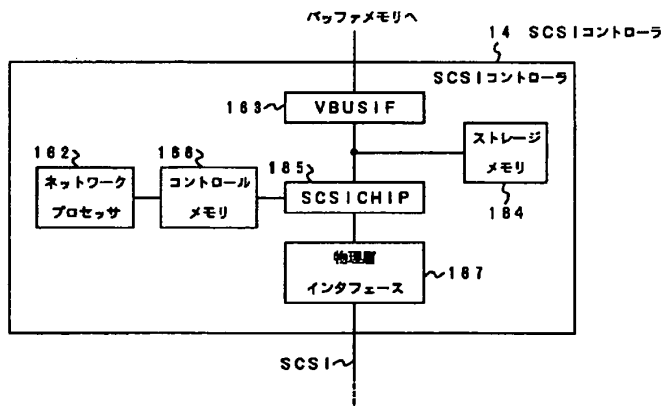 バッファメモリへ
14 SCSIコントローラ
SCSIコントローラ
163
VBUSIF
ストレージ
メモリ
184
162
ネットワーク
プロセッサ
166
コントロール
メモリ
185
SCSICHIP
物理層
インタフェース
187
SCSI